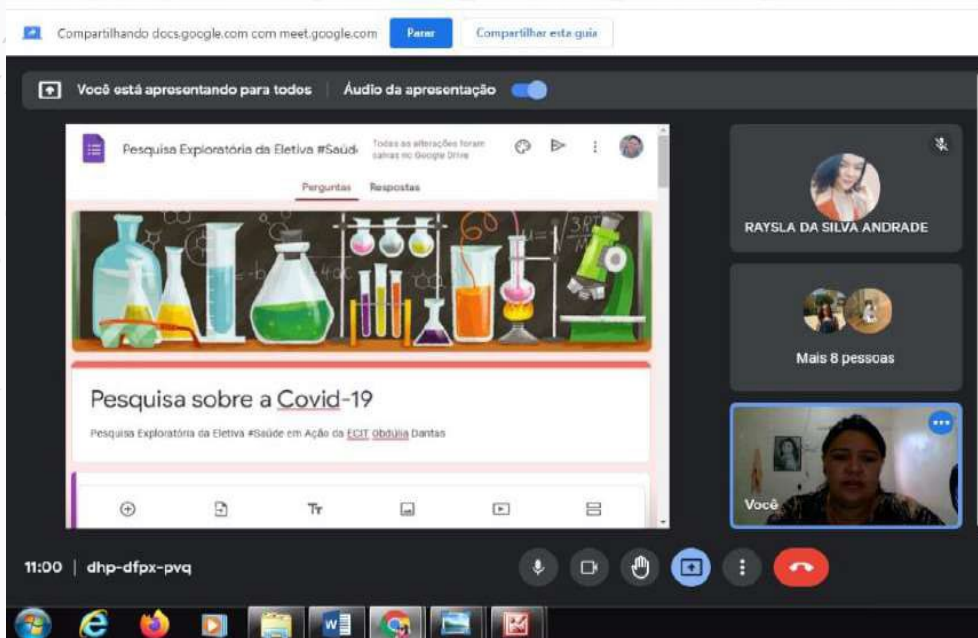 Compartilhando docs.google.com com meet.google.com Parar Compartilhar esta guia
Você está apresentando para todos Áudio da apresentação
Pesquisa Exploratória da Eletiva #Saúd
Todas as alterações foram
salvas no Google Drive
Perguntas Respostas
Pesquisa sobre a Covid-19
Pesquisa Exploratória da Eletiva #Saúde em Ação da ECIT Obdúlia Dantas
Tт
RAYSLA DA SILVA ANDRADE
Mais 8 pessoas
Você
11:00 | dhp-dfpx-pvq